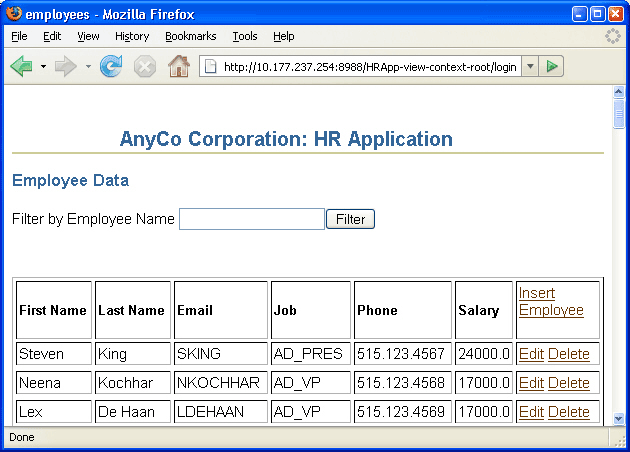 employees - Mozilla Firefox
File Edit View History Bookmarks Tools Help
http://10.177.237.254:8988/HRApp-view-context-root/login
AnyCo Corporation: HR Application
Employee Data
Filter by Employee Name Filter
First Name Last Name Email Job Phone Salary Insert
Employee
Steven King SKING AD_PRES 515.123.4567 24000.0 Edit Delete
Neena Kochhar NKOCHHAR AD_VP 515.123.4568 17000.0 Edit Delete
Lex De Haan LDEHAAN AD_VP 515.123.4569 17000.0 Edit Delete
Done